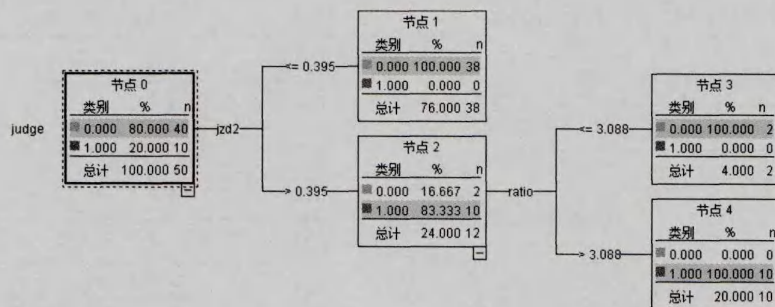 judge
节点 0
类别 % n
0.000 80.000 40
1.000 20.000 10
总计 100.000 50
jzd2
<= 0.395
> 0.395
节点 1
类别 % n
0.000 100.000 38
1.000 0.000 0
总计 76.000 38
节点 2
类别 % n
0.000 16.667 2
1.000 83.333 10
总计 24.000 12
ratio
<= 3.088
> 3.088
节点 3
类别 % n
0.000 100.000 2
1.000 0.000 0
总计 4.000 2
节点 4
类别 % n
0.000 0.000 0
1.000 100.000 10
总计 20.000 10